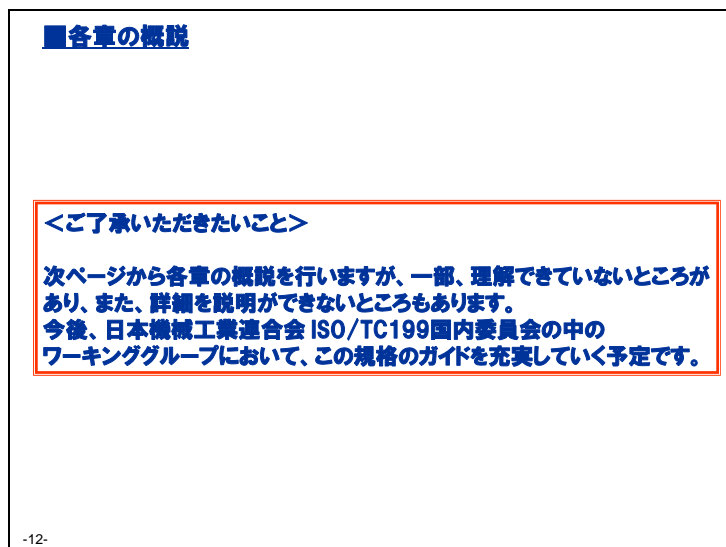 ■各章の概説
＜ご了承いただきたいこと＞
次ページから各章の概説を行いますが、一部、理解できていないところが
あり、また、詳細を説明ができないところもあります。
今後、日本機械工業連合会 ISO/TC199国内委員会の中の
ワーキンググループにおいて、この規格のガイドを充実していく予定です。
-12-